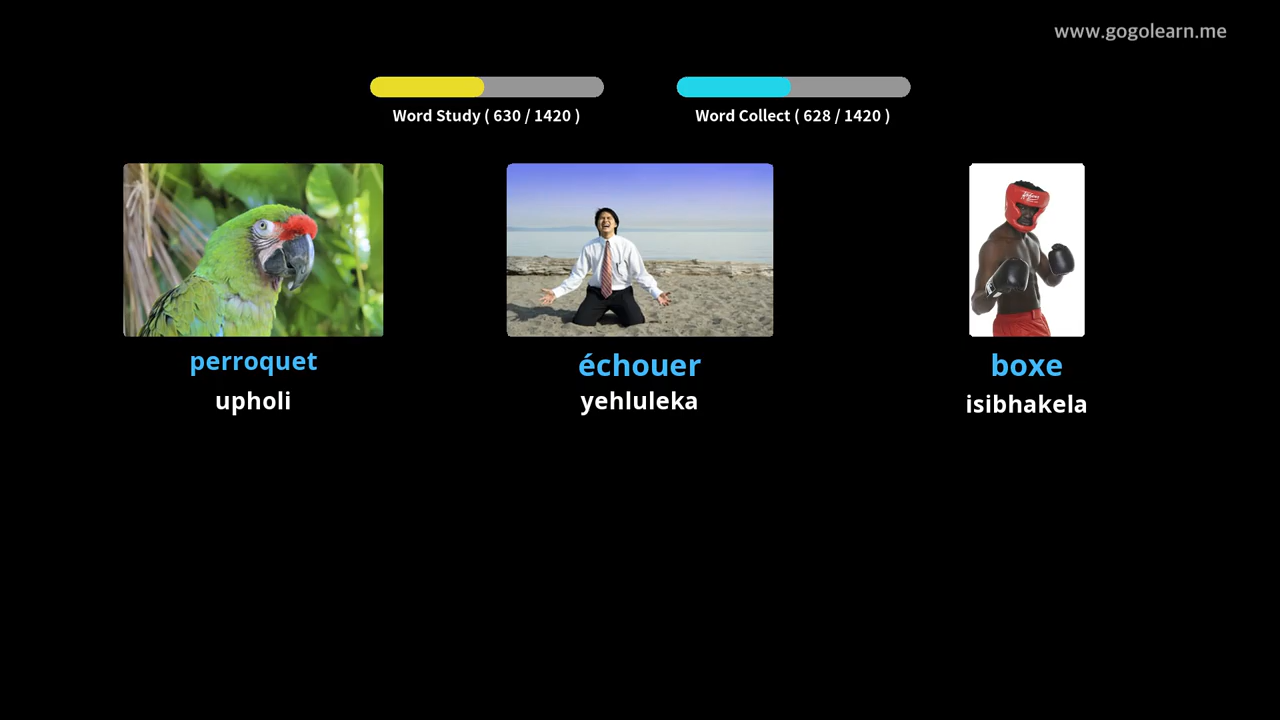 www.gogolearn.me
Word Study ( 630 / 1420 )
Word Collect ( 628 / 1420 )
perroquet
échouer
boxe
upholi
yehluleka
isibhakela